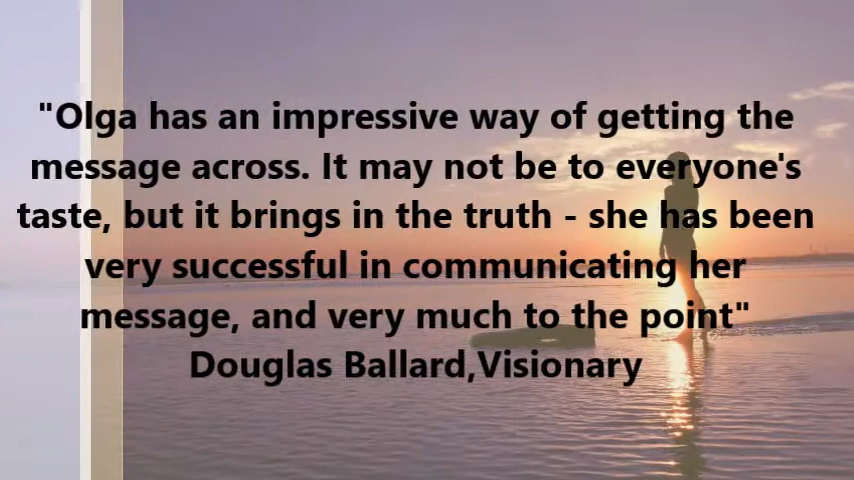 "Olga has an impressive way of getting the
message across. It may not be to everyone's
taste, but it brings in the truth - she has been
very successful in communicating her
message, and very much to the point"
Douglas Ballard,Visionary